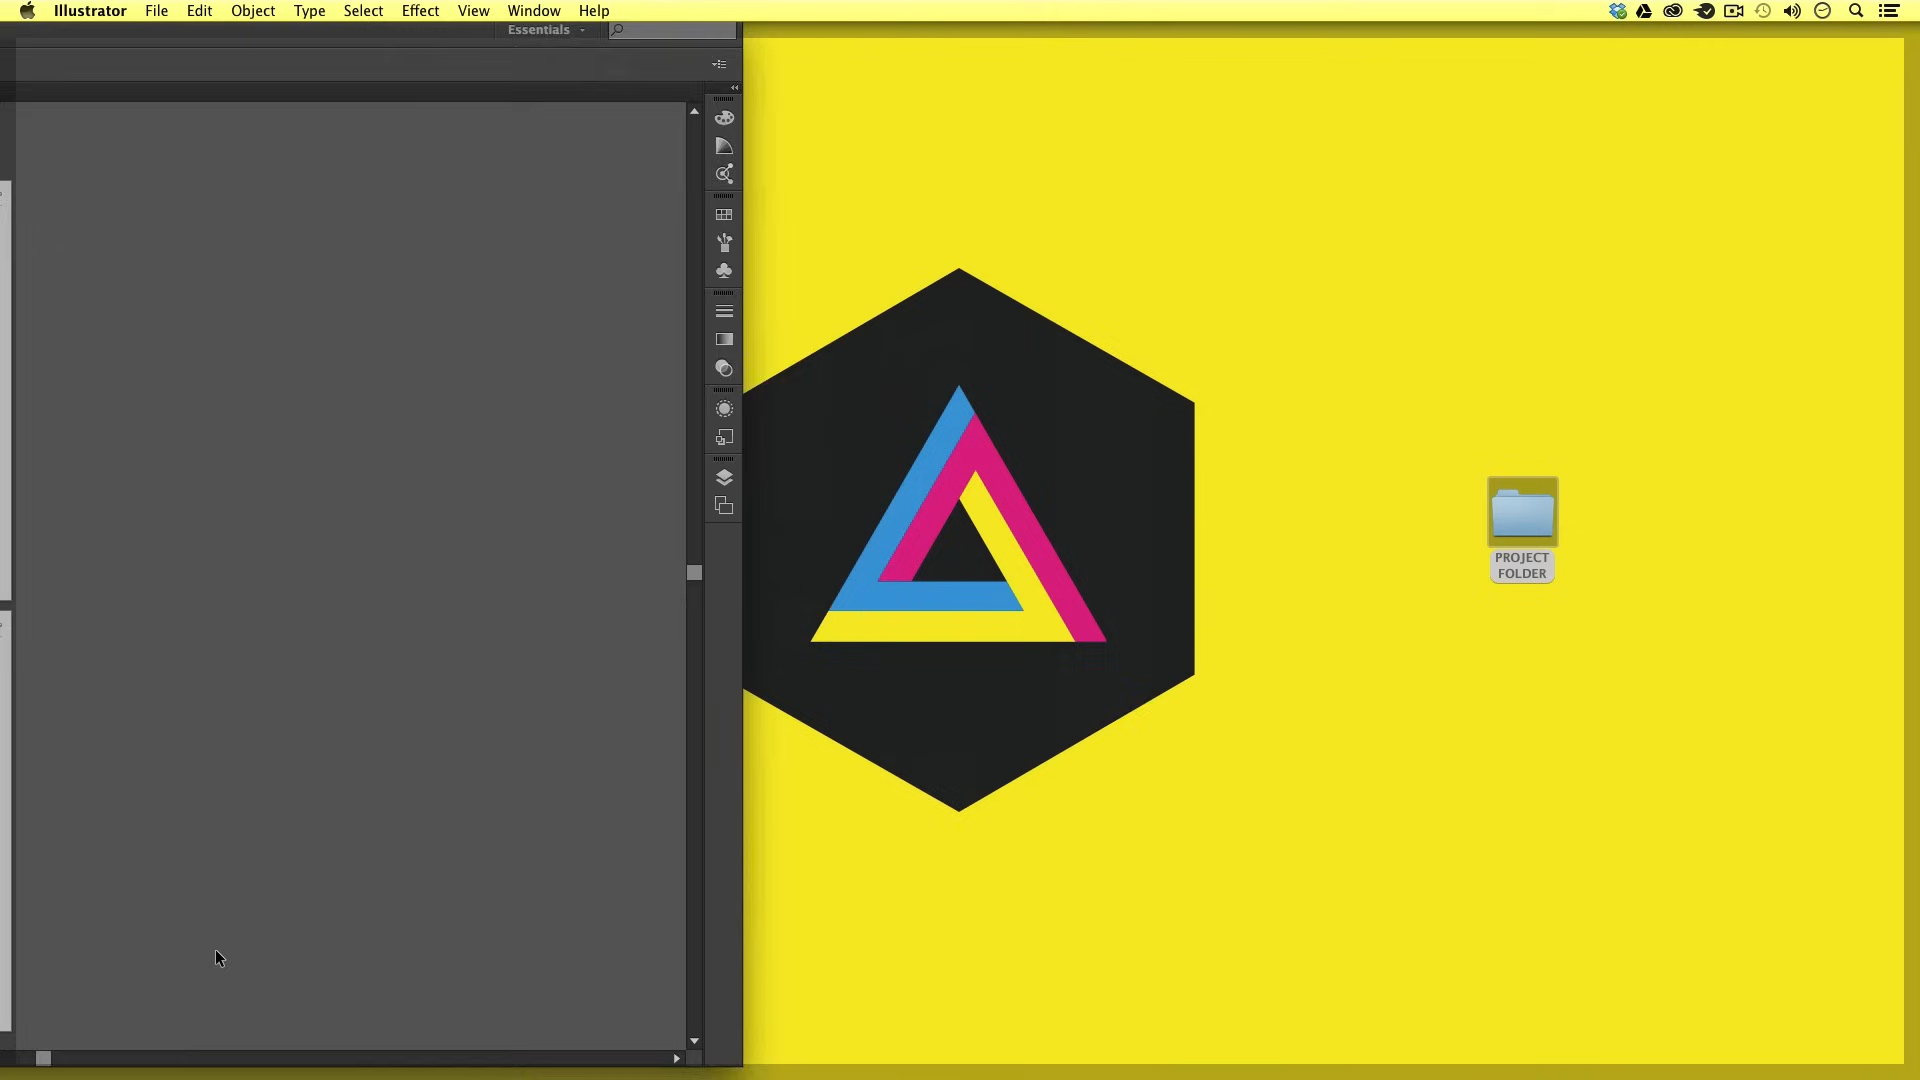 Illustrator File Edit Object Type Select Effect View Window Help
Essentials
PROJECT
FOLDER